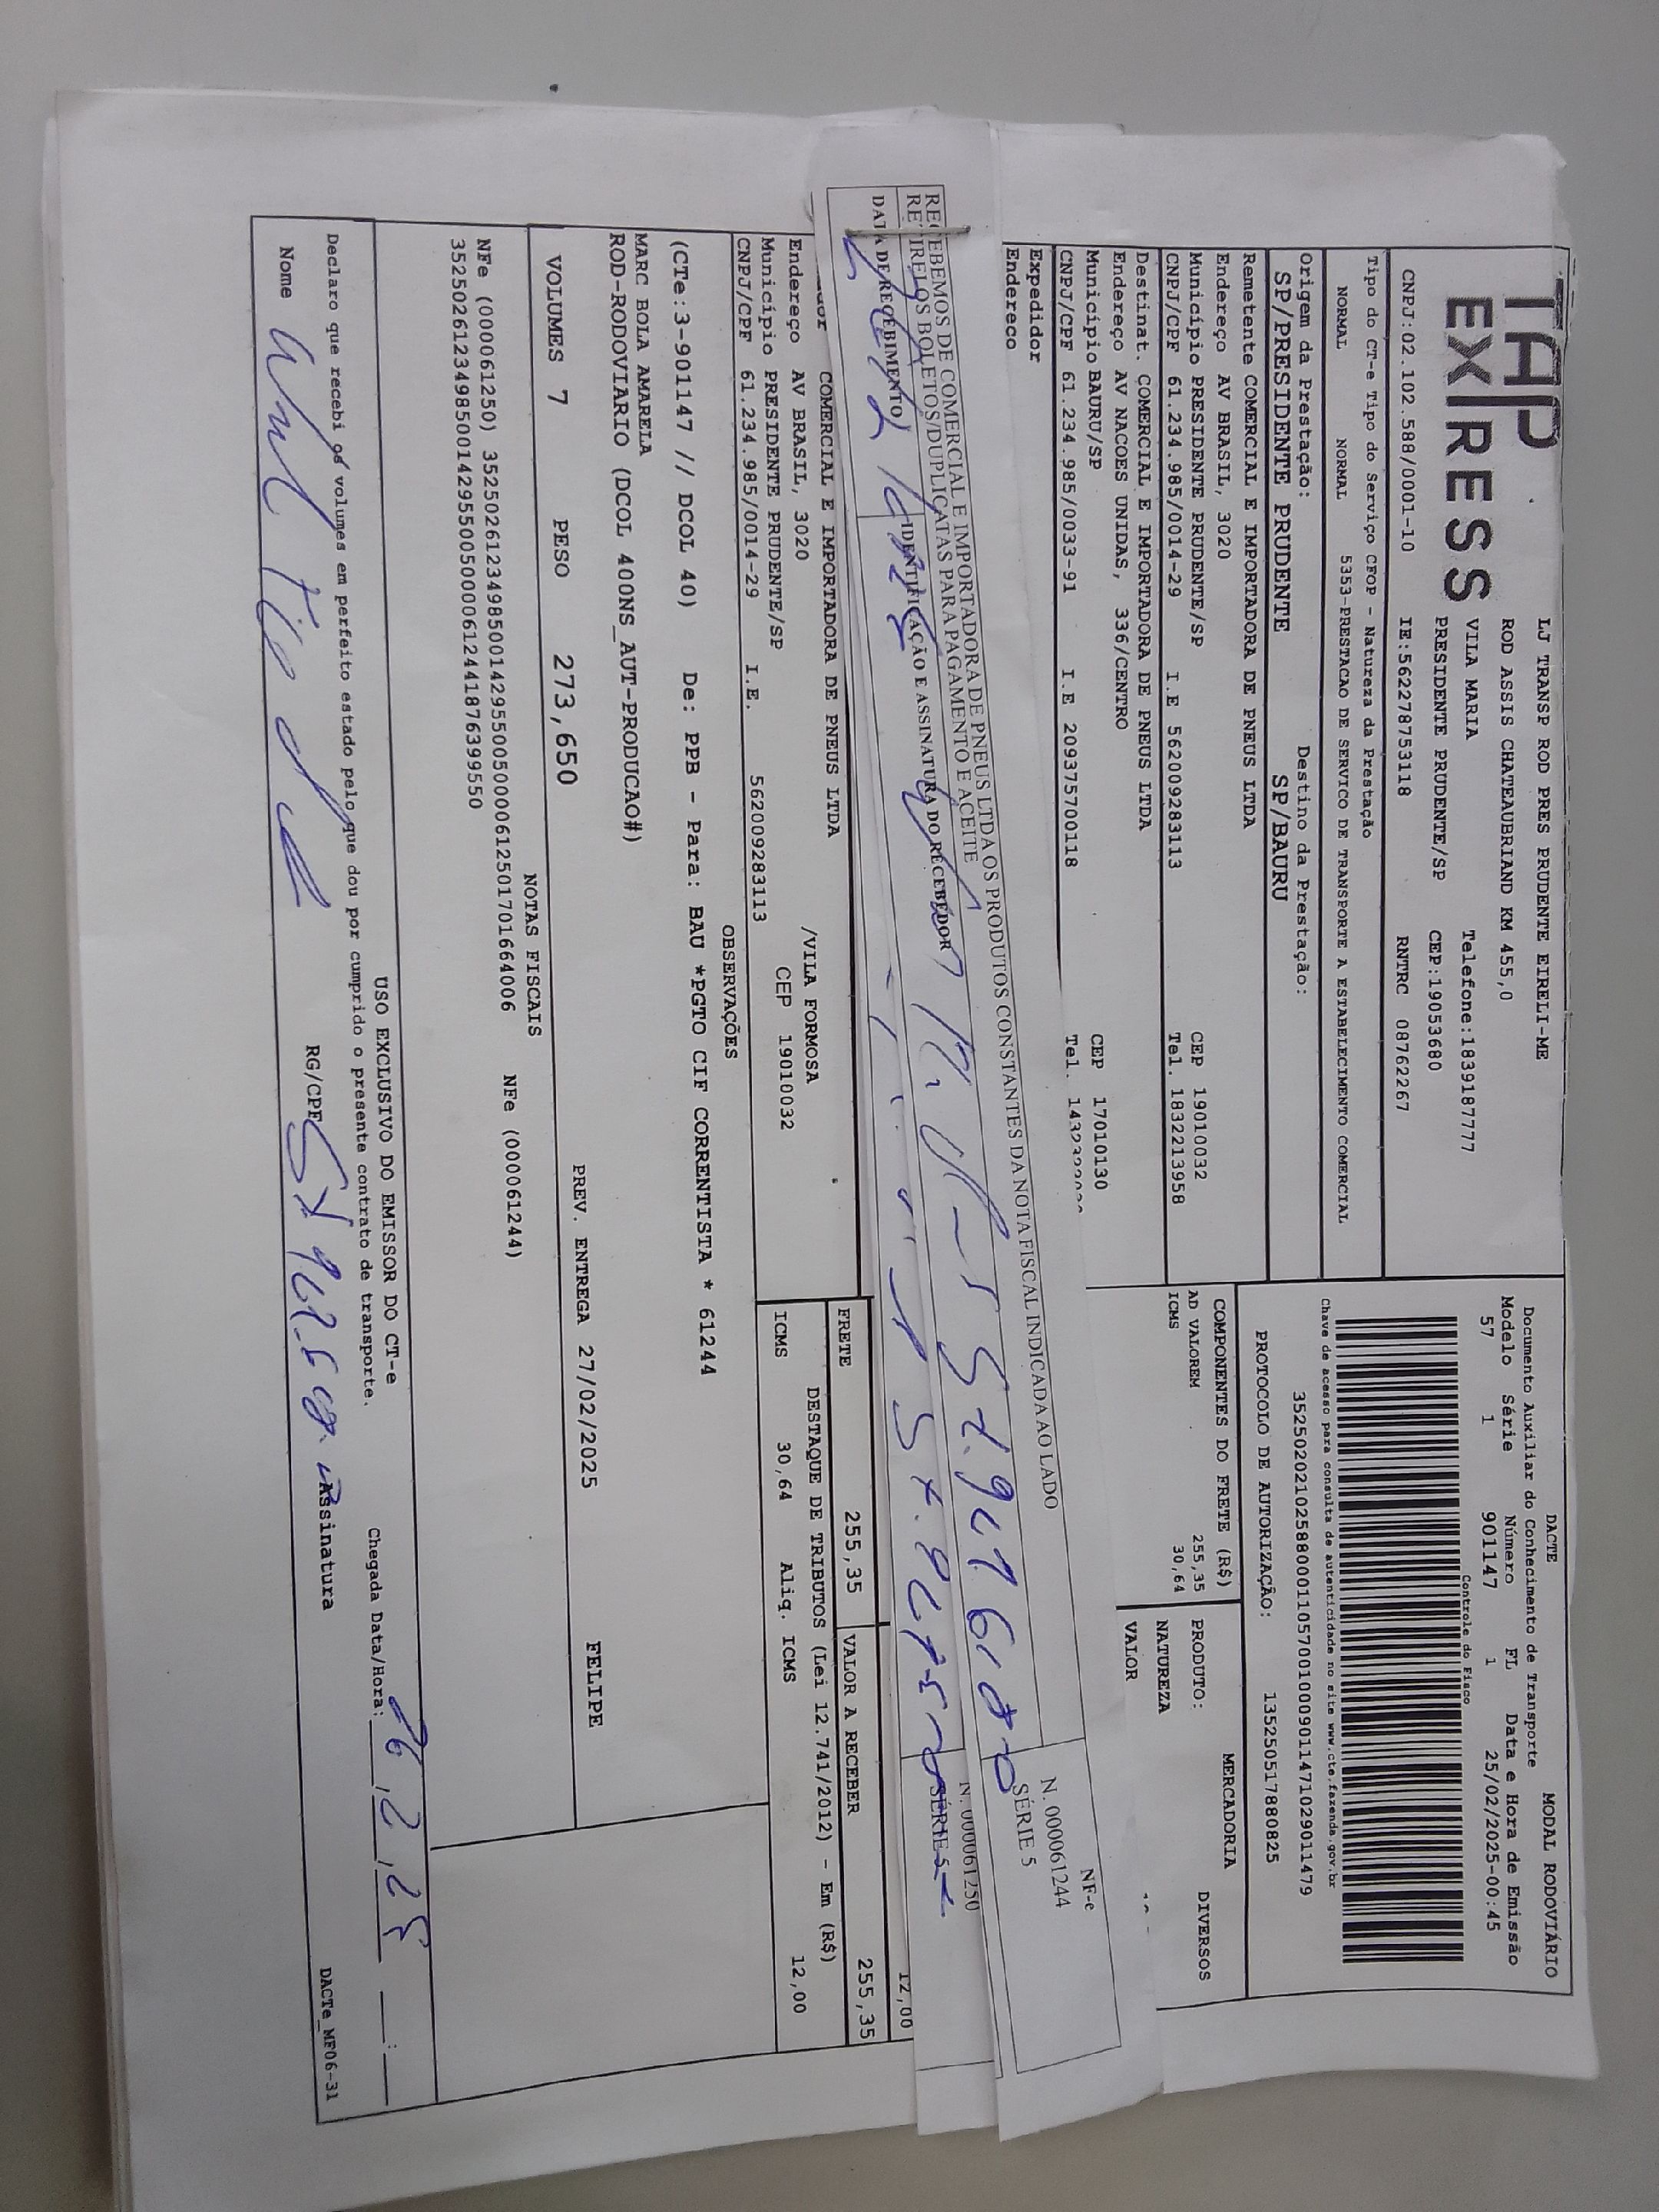 TAP
EXPRESS
LJ TRANSP ROD PRES PRUDENTE EIRELI-ME
ROD ASSIS CHATEAUBRIAND KM 455,0
VILA MARIA Telefone:1839187777
PRESIDENTE PRUDENTE/SP CEP:19053680
CNPJ:02.102.588/0001-10 IE:562278753118 RNTRC 08762267
DACTE MODAL RODOVIÁRIO
Documento Auxiliar do Conhecimento de Transporte
Modelo Série Número FL Data e Hora de Emissão
57 1 901147 1 25/02/2025-00:45
Controle do Fisco
Chave de acesso para consulta de autenticidade no site www.cte.fazenda.gov.br
35250202102588000110570010009011471029011479
PROTOCOLO DE AUTORIZAÇÃO: 135250517880825
Tipo do CT-e Tipo do Serviço CFOP - Natureza da Prestação
NORMAL NORMAL 5353-PRESTACAO DE SERVICO DE TRANSPORTE A ESTABELECIMENTO COMERCIAL
Origem da Prestação: Destino da Prestação:
SP/PRESIDENTE PRUDENTE SP/BAURU
Remetente COMERCIAL E IMPORTADORA DE PNEUS LTDA
Endereço AV BRASIL, 3020
Município PRESIDENTE PRUDENTE/SP CEP 19010032
CNPJ/CPF 61.234.985/0014-29 I.E 562009283113 Tel. 1832213958
Destinat. COMERCIAL E IMPORTADORA DE PNEUS LTDA
Endereço AV NACOES UNIDAS, 336/CENTRO
Município BAURU/SP CEP 17010130
CNPJ/CPF 61.234.985/0033-91 I.E 209375700118 Tel.
Expedidor
Endereco
COMPONENTES DO FRETE (R$)
AD VALOREM 255,35
ICMS 30,64
MERCADORIA
PRODUTO: DIVERSOS
NATUREZA
VALOR
RECEBEMOS DE COMERCIAL E IMPORTADORA DE PNEUS LTDA OS PRODUTOS CONSTANTES DA NOTA FISCAL INDICADA AO LADO
RETIREI OS BOLETOS/DUPLICATAS PARA PAGAMENTO E ACEITE
DATA DE RECEBIMENTO IDENTIFICAÇÃO E ASSINATURA DO RECEBEDOR
NF-e
N. 000061244
SÉRIE 5
N. 000061250
SÉRIE 5
12,00
COMERCIAL E IMPORTADORA DE PNEUS LTDA
Endereço AV BRASIL, 3020 /VILA FORMOSA
Município PRESIDENTE PRUDENTE/SP CEP 19010032
CNPJ/CPF 61.234.985/0014-29 I.E. 562009283113
FRETE 255,35 VALOR A RECEBER 255,35
DESTAQUE DE TRIBUTOS (Lei 12.741/2012) - Em (R$)
ICMS 30,64 Aliq. ICMS 12,00
OBSERVAÇÕES
(CTe:3-901147 // DCOL 40) De: PPB - Para: BAU *PGTO CIF CORRENTISTA * 61244
MARC BOLA AMARELA
ROD-RODOVIARIO (DCOL 400NS_AUT-PRODUCAO#)
VOLUMES 7 PESO 273,650 PREV. ENTREGA 27/02/2025 FELIPE
NOTAS FISCAIS
NFe (000061250) 35250261234985001429550050000612501701664006 NFe (000061244)
35250261234985001429550050000612441876399550
USO EXCLUSIVO DO EMISSOR DO CT-e
Declaro que recebi os volumes em perfeito estado pelo que dou por cumprido o presente contrato de transporte.
Chegada Data/Hora: 26/2/25 __:__
Nome RG/CPF Assinatura
DACTe_MF06-31